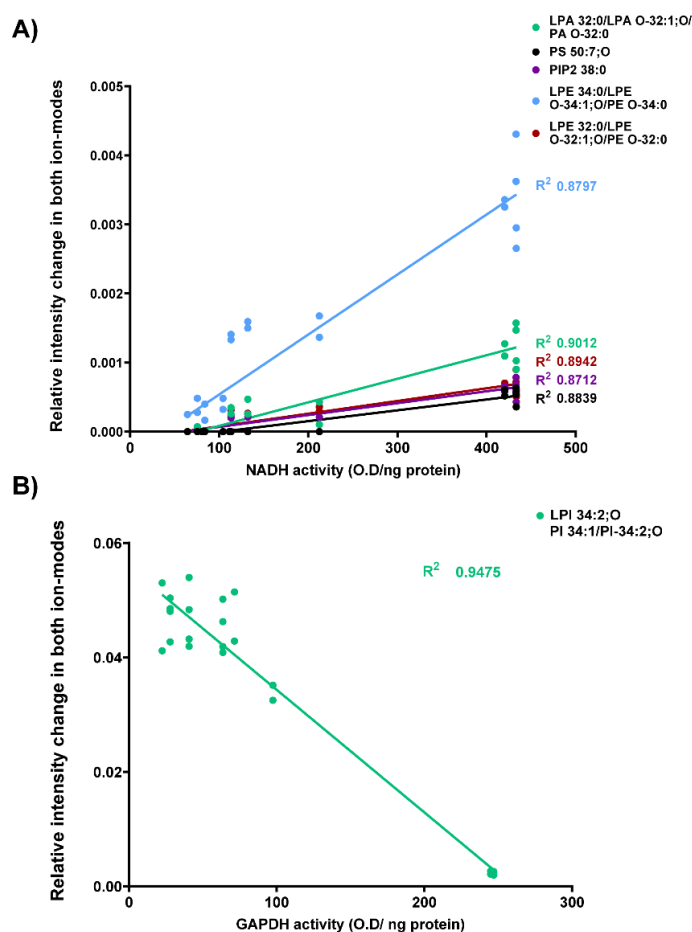 A)
LPA 32:0/LPA O-32:1;O/
PA O-32:0
PS 50:7;O
PIP2 38:0
LPE 34:0/LPE
O-34:1;O/PE O-34:0
LPE 32:0/LPE
O-32:1;O/PE O-32:0
Relative intensity change in both ion-modes
0.005
0.004
0.003
0.002
0.001
0.000
R² 0.8797
R² 0.9012
R² 0.8942
R² 0.8712
R² 0.8839
0 100 200 300 400 500
NADH activity (O.D/ng protein)
B)
LPI 34:2;O
PI 34:1/PI-34:2;O
Relative intensity change in both ion-modes
0.06
0.04
0.02
0.00
R² 0.9475
0 100 200 300
GAPDH activity (O.D/ ng protein)